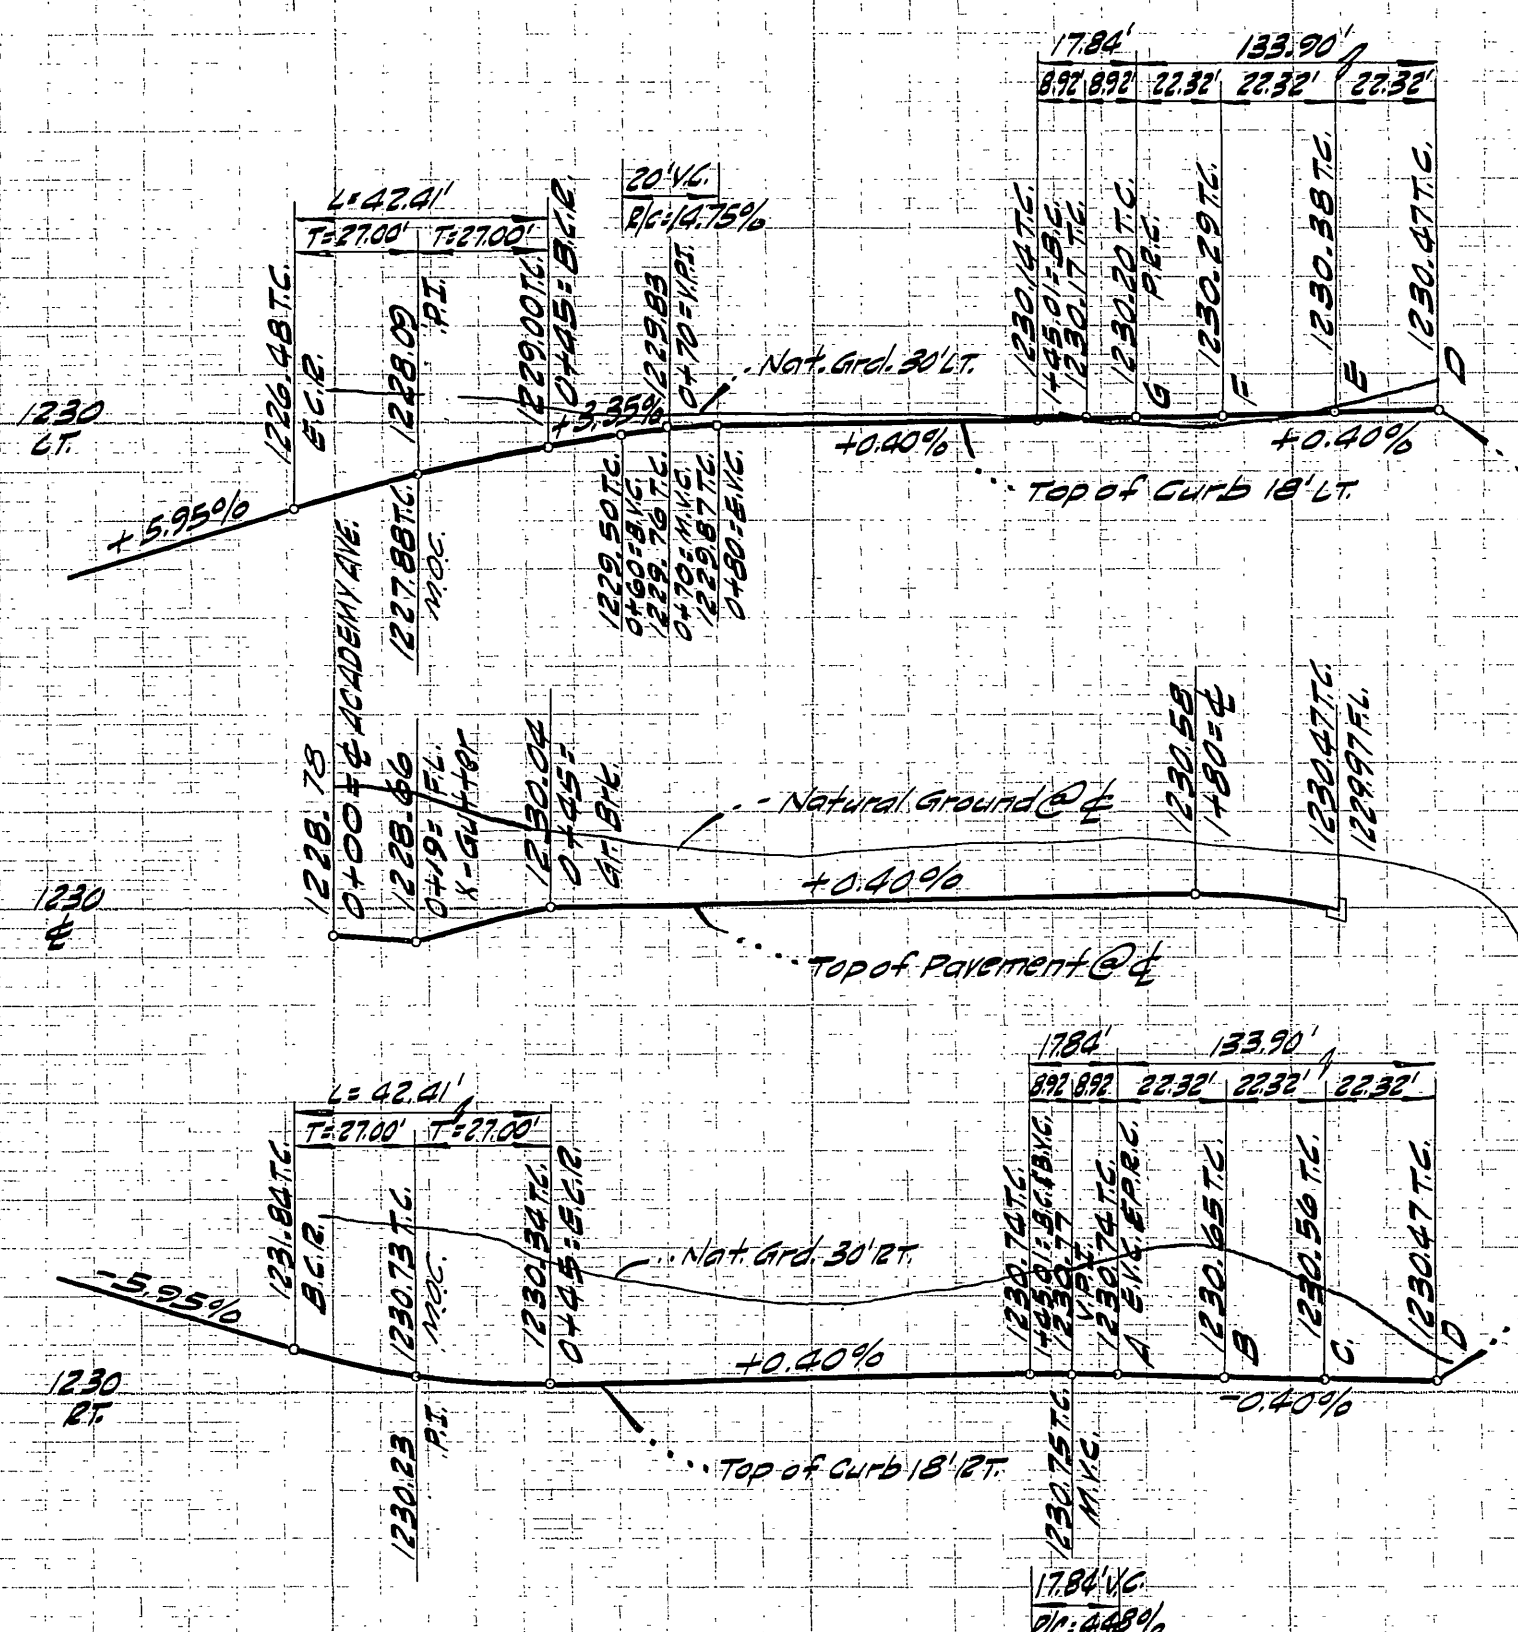 17.84' 133.90'
8.92' 8.92' 22.32' 22.32' 22.32'
L=42.41'
T=27.00' T=27.00'
20' V.C.
R/C=14.75%
1226.48 T.C.
E.C.R.
1228.09
P.I.
1229.00 T.C.
0+45=B.C.R.
1229.83
0+70=V.P.I.
1230.14 T.C.
1+45.01=B.C.
1230.17 T.C.
1230.20 T.C.
G P.R.C.
1230.29 T.C.
F
1230.38 T.C.
E
1230.47 T.C.
D
Nat. Grd. 30' LT.
1230
LT.
+5.95%
+3.35%
+0.40%
+0.40%
Top of Curb 18' LT.
1227.88 T.C.
M.O.C.
1229.50 T.C.
0+60=B.V.C.
1229.76 T.C.
0+70=M.V.C.
1229.87 T.C.
0+80=E.V.C.
1228.78
0+00=℄ ACADEMY AVE.
1228.66
0+19= F.L.
X-Gutter
1230.04
0+45=
Gr. Brk.
1230.58
1+80=℄
1230.47 T.C.
1229.97 F.L.
Natural Ground @ ℄
1230
℄
+0.40%
Top of Pavement @ ℄
17.84' 133.90'
8.92 8.92 22.32' 22.32' 22.32'
L=42.41'
T=27.00' T=27.00'
1231.84 T.C.
B.C.R.
1230.73 T.C.
M.O.C.
1230.34 T.C.
0+45=E.C.R.
1230.74 T.C.
1+45.01=B.C.&B.V.C.
1230.77
V.P.I.
1230.74 T.C.
A E.V.C. & P.R.C.
1230.65 T.C.
B
1230.56 T.C.
C.
1230.47 T.C.
D
Nat. Grd. 30' RT.
-5.95%
1230
RT.
+0.40%
-0.40%
1230.23
P.I.
Top of Curb 18' RT.
1230.75 T.C.
M.V.C.
17.84' V.C.
R/C=4.48%